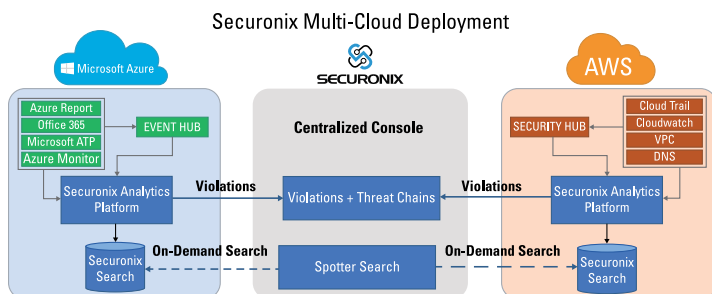 Securonix Multi-Cloud Deployment
Microsoft Azure
SECURONIX
AWS
Azure Report
Office 365
Microsoft ATP
Azure Monitor
EVENT HUB
Securonix Analytics
Platform
Securonix
Search
Violations
On-Demand Search
Centralized Console
Violations + Threat Chains
Spotter Search
Violations
On-Demand Search
SECURITY HUB
Cloud Trail
Cloudwatch
VPC
DNS
Securonix Analytics
Platform
Securonix
Search